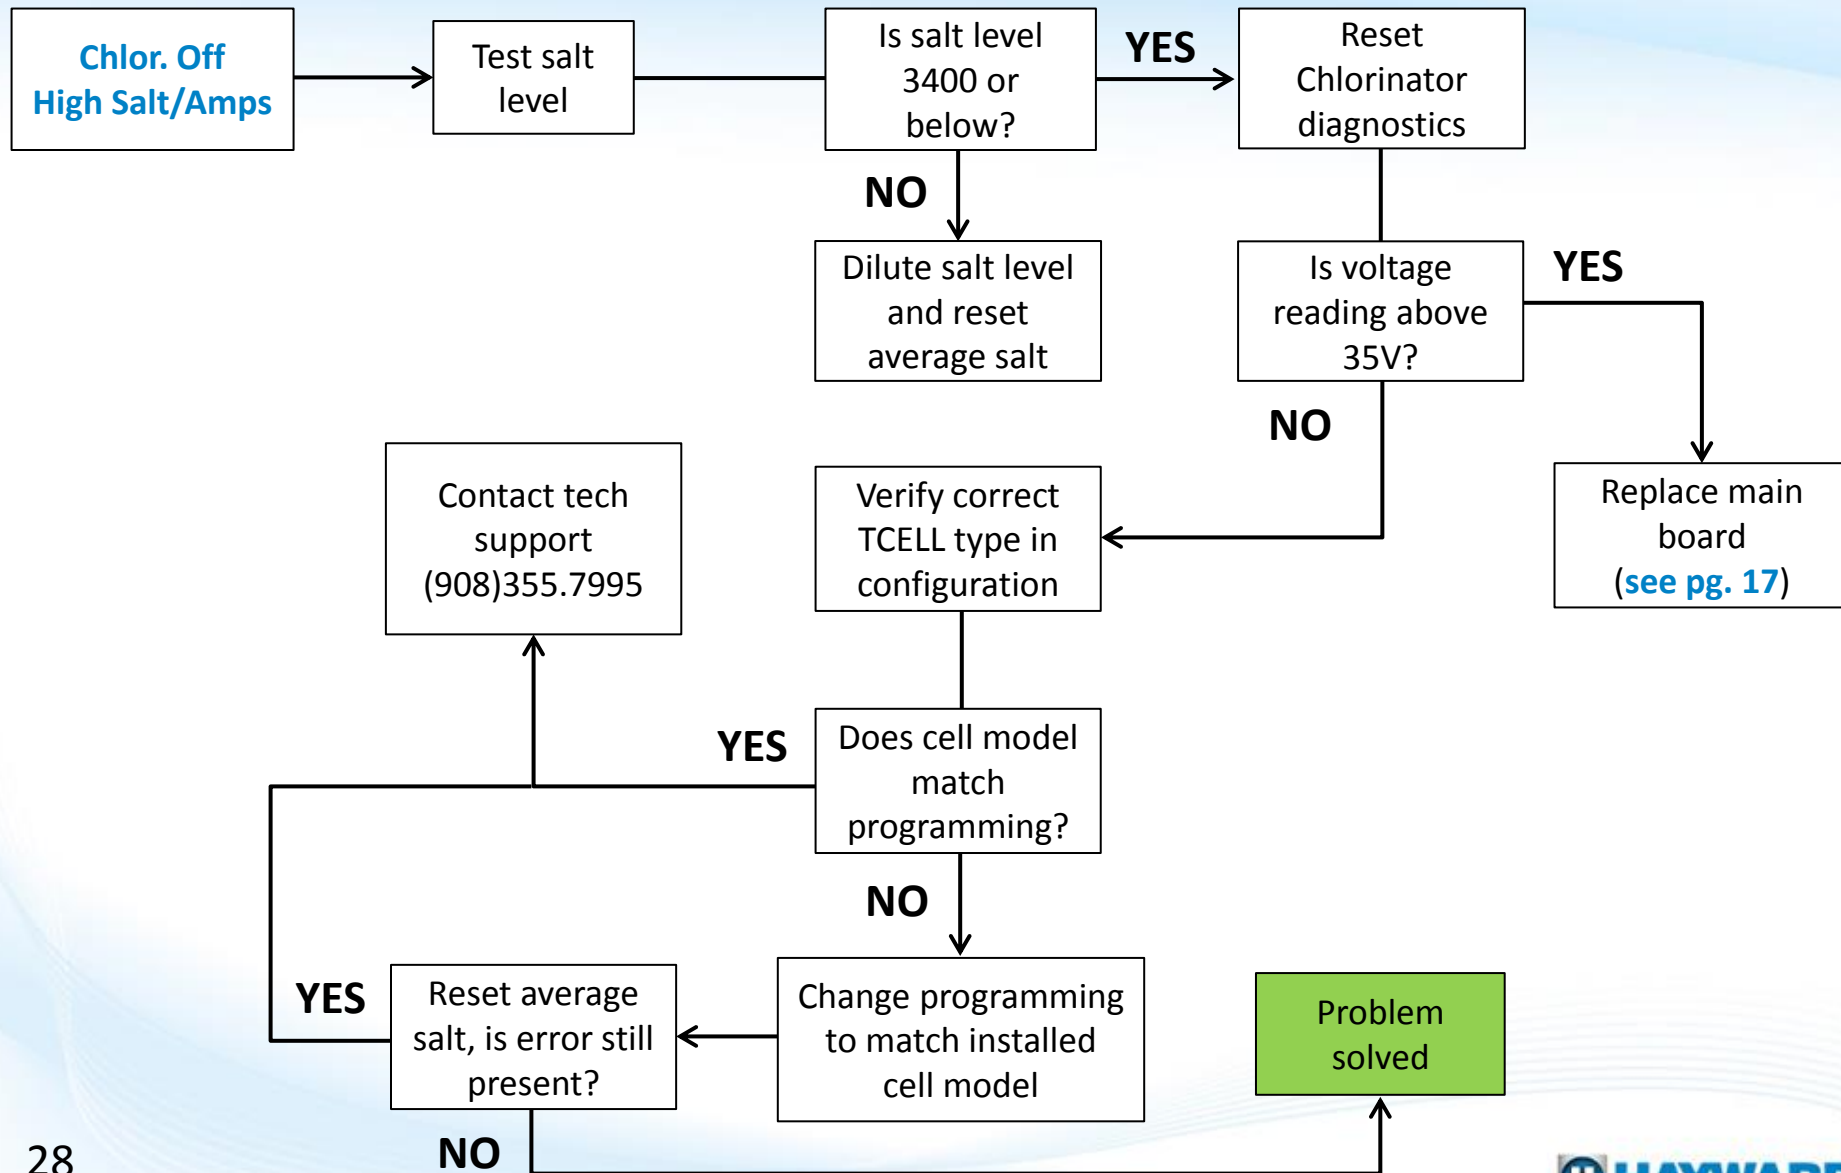 Chlor. Off
High Salt/Amps
Test salt
level
Is salt level
3400 or
below?
YES
Reset
Chlorinator
diagnostics
NO
Dilute salt level
and reset
average salt
Is voltage
reading above
35V?
YES
NO
Replace main
board
(see pg. 17)
Contact tech
support
(908)355.7995
Verify correct
TCELL type in
configuration
YES
Does cell model
match
programming?
NO
YES
Reset average
salt, is error still
present?
Change programming
to match installed
cell model
Problem
solved
NO
28
HAYWARD